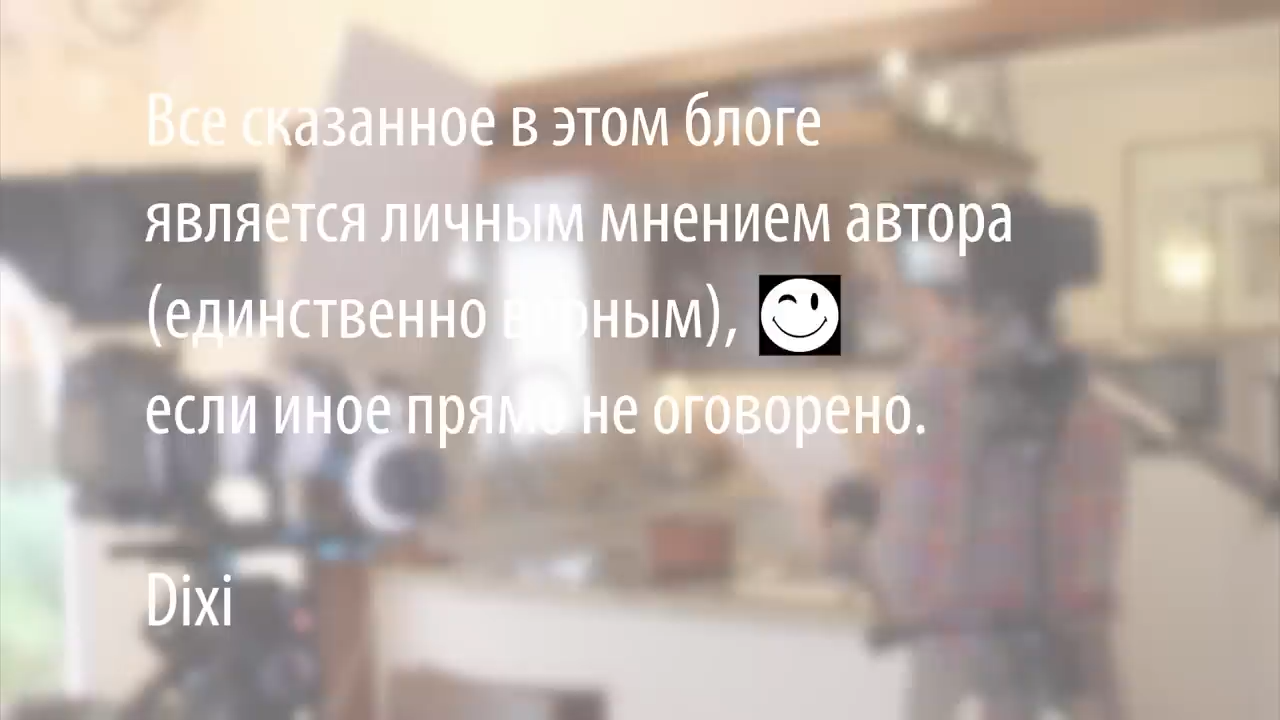 Все сказанное в этом блоге
является личным мнением автора
(единственно верным),
если иное прямо не оговорено.
Dixi